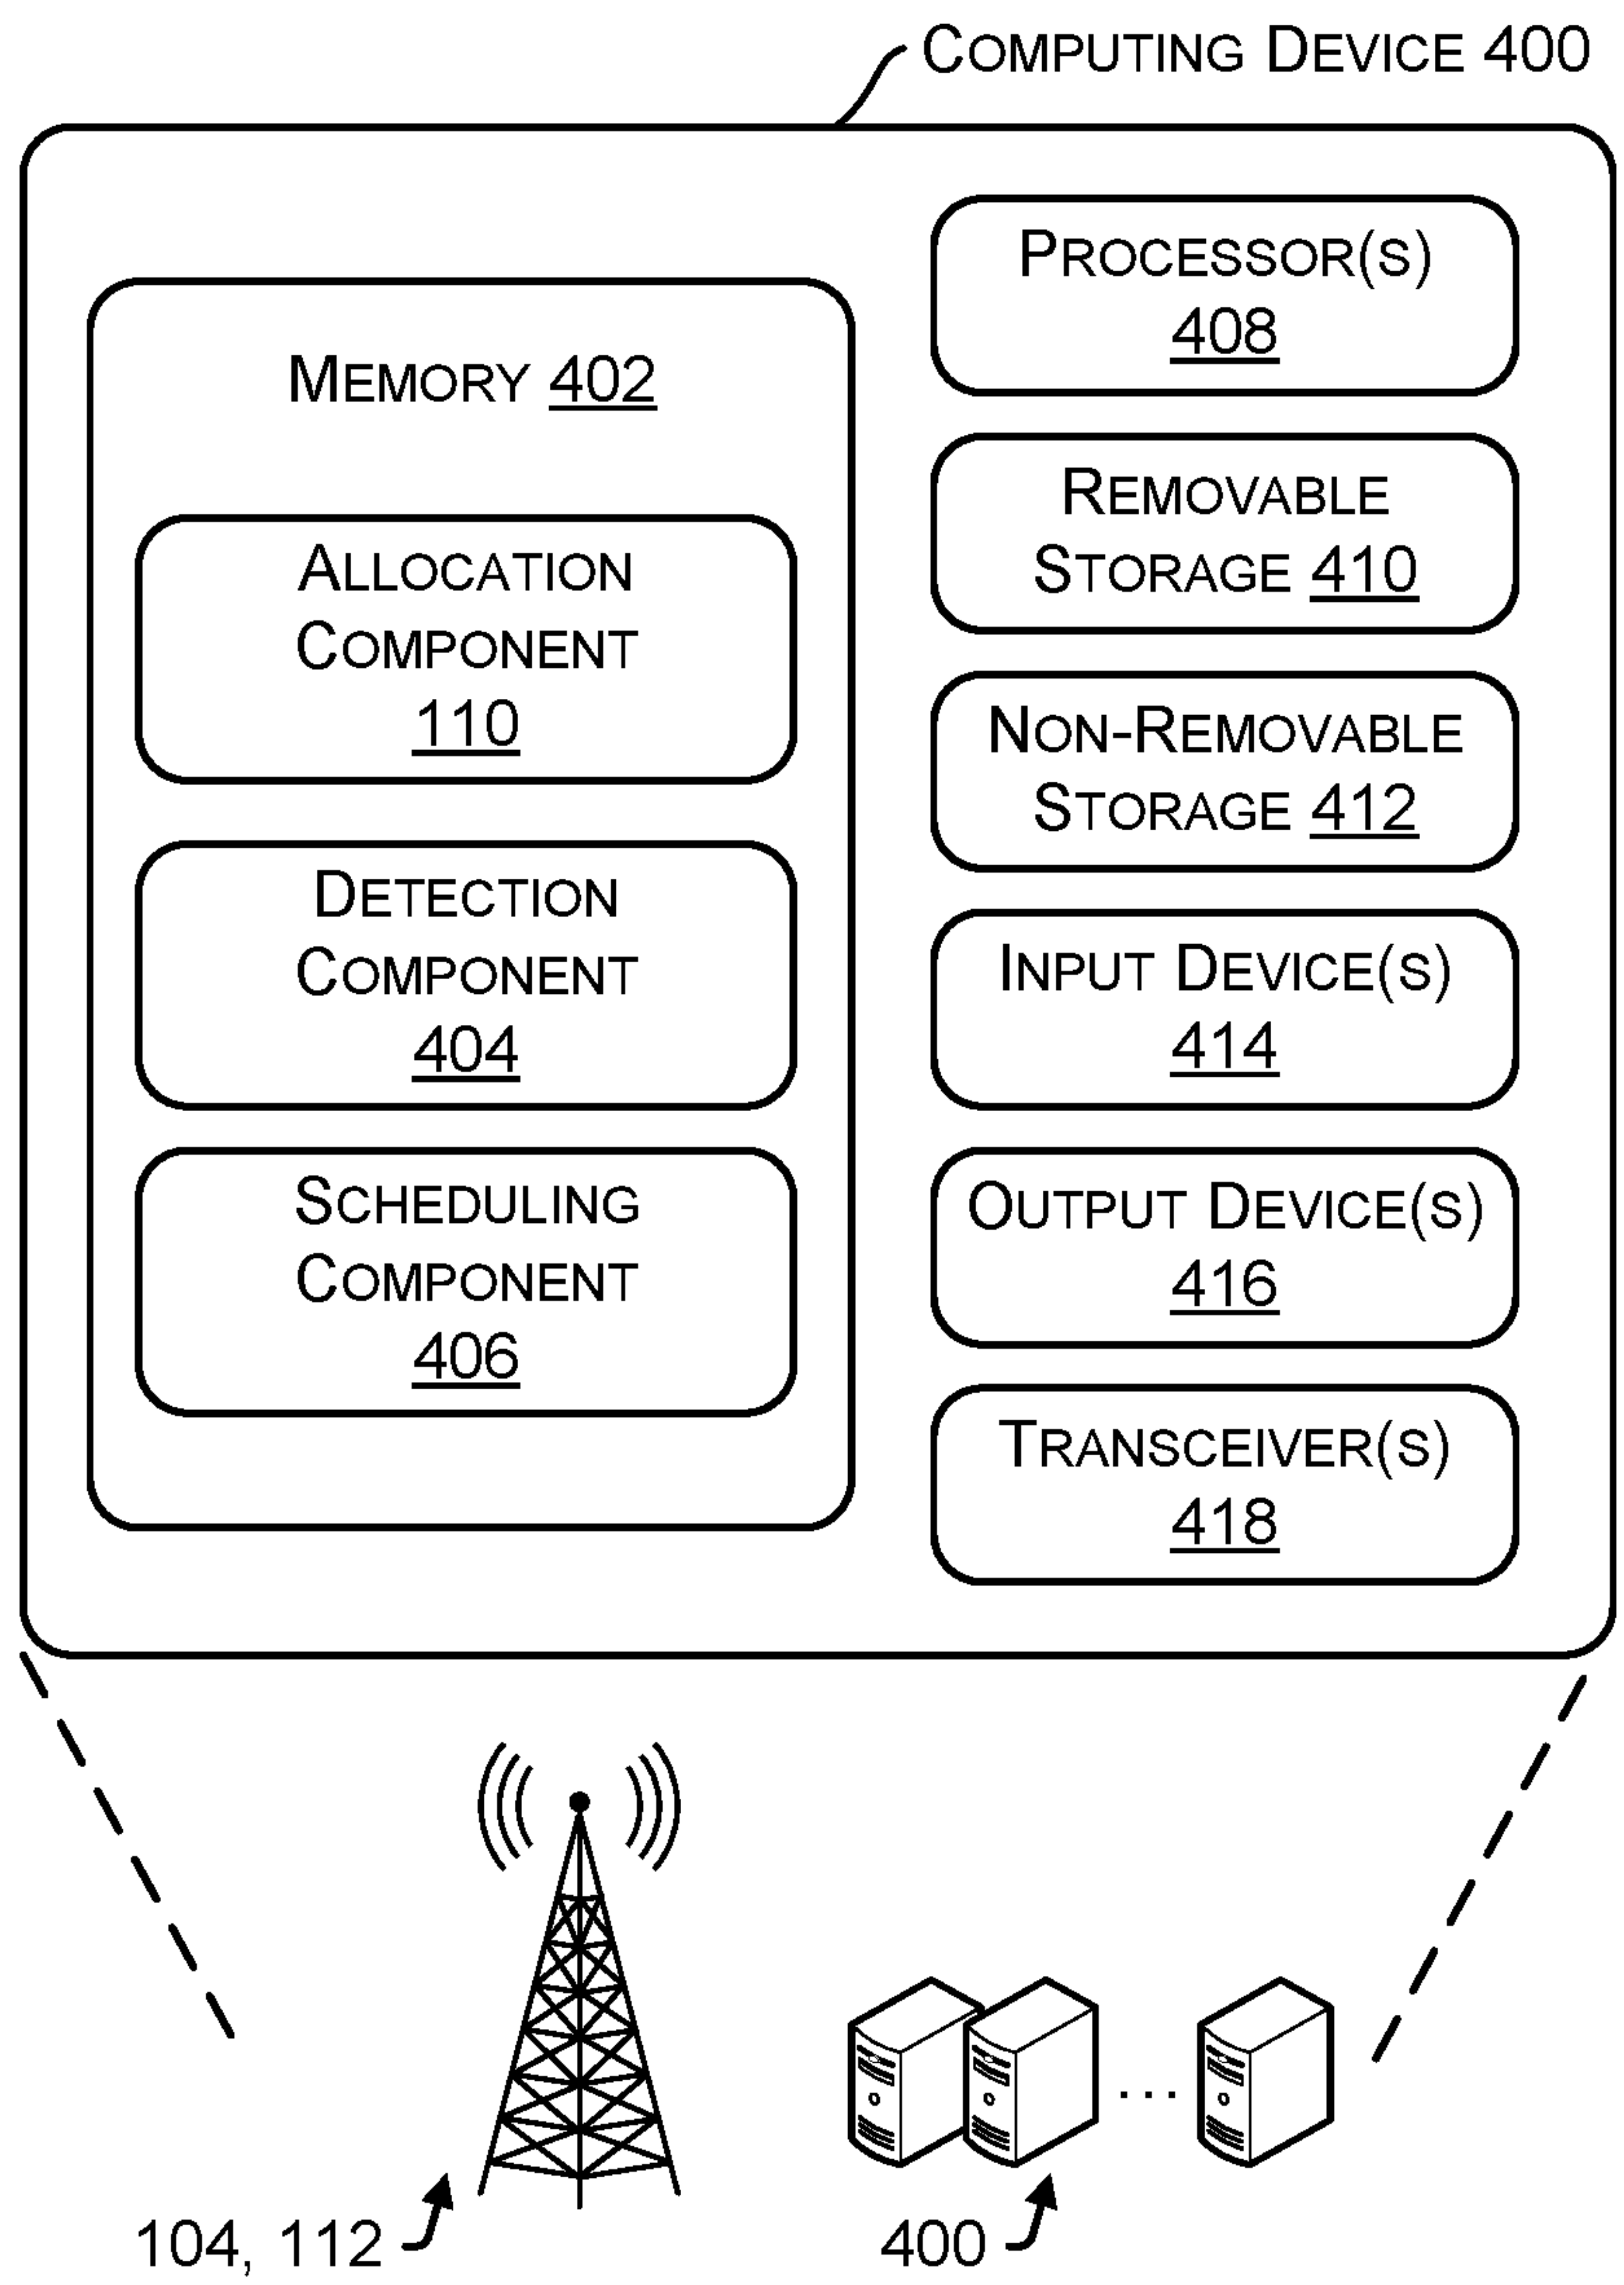 COMPUTING DEVICE 400
MEMORY 402
ALLOCATION
COMPONENT
110
DETECTION
COMPONENT
404
SCHEDULING
COMPONENT
406
PROCESSOR(S)
408
REMOVABLE
STORAGE 410
NON-REMOVABLE
STORAGE 412
INPUT DEVICE(S)
414
OUTPUT DEVICE(S)
416
TRANSCEIVER(S)
418
...
104, 112
400